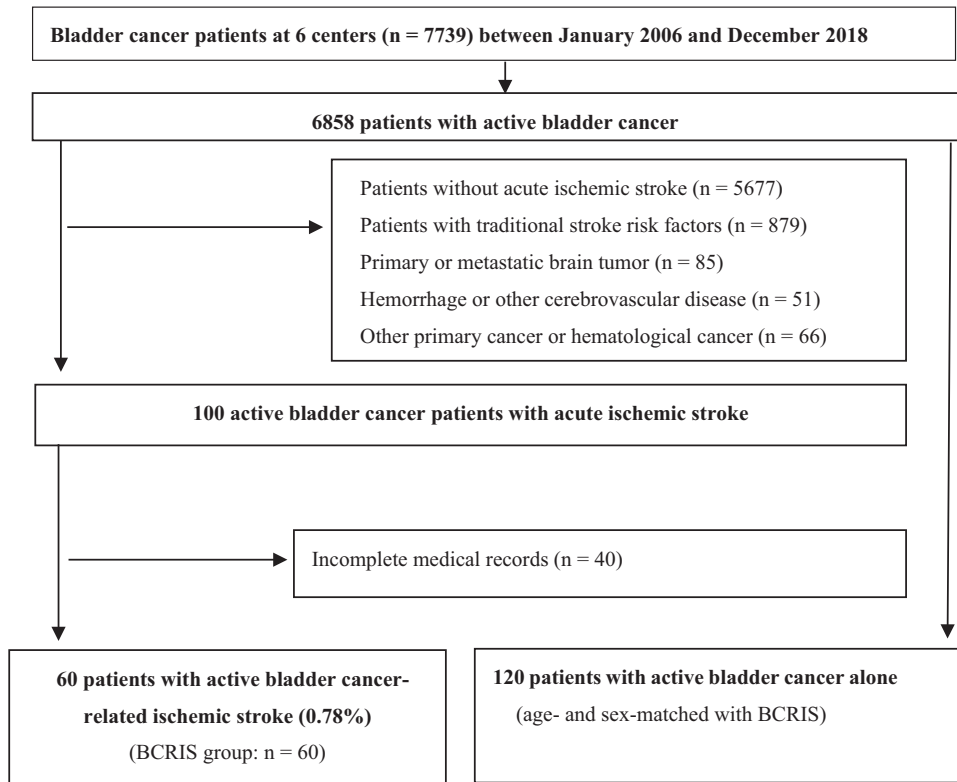 Bladder cancer patients at 6 centers (n = 7739) between January 2006 and December 2018
6858 patients with active bladder cancer
Patients without acute ischemic stroke (n = 5677)
Patients with traditional stroke risk factors (n = 879)
Primary or metastatic brain tumor (n = 85)
Hemorrhage or other cerebrovascular disease (n = 51)
Other primary cancer or hematological cancer (n = 66)
100 active bladder cancer patients with acute ischemic stroke
Incomplete medical records (n = 40)
60 patients with active bladder cancer-
related ischemic stroke (0.78%)
(BCRIS group: n = 60)
120 patients with active bladder cancer alone
(age- and sex-matched with BCRIS)